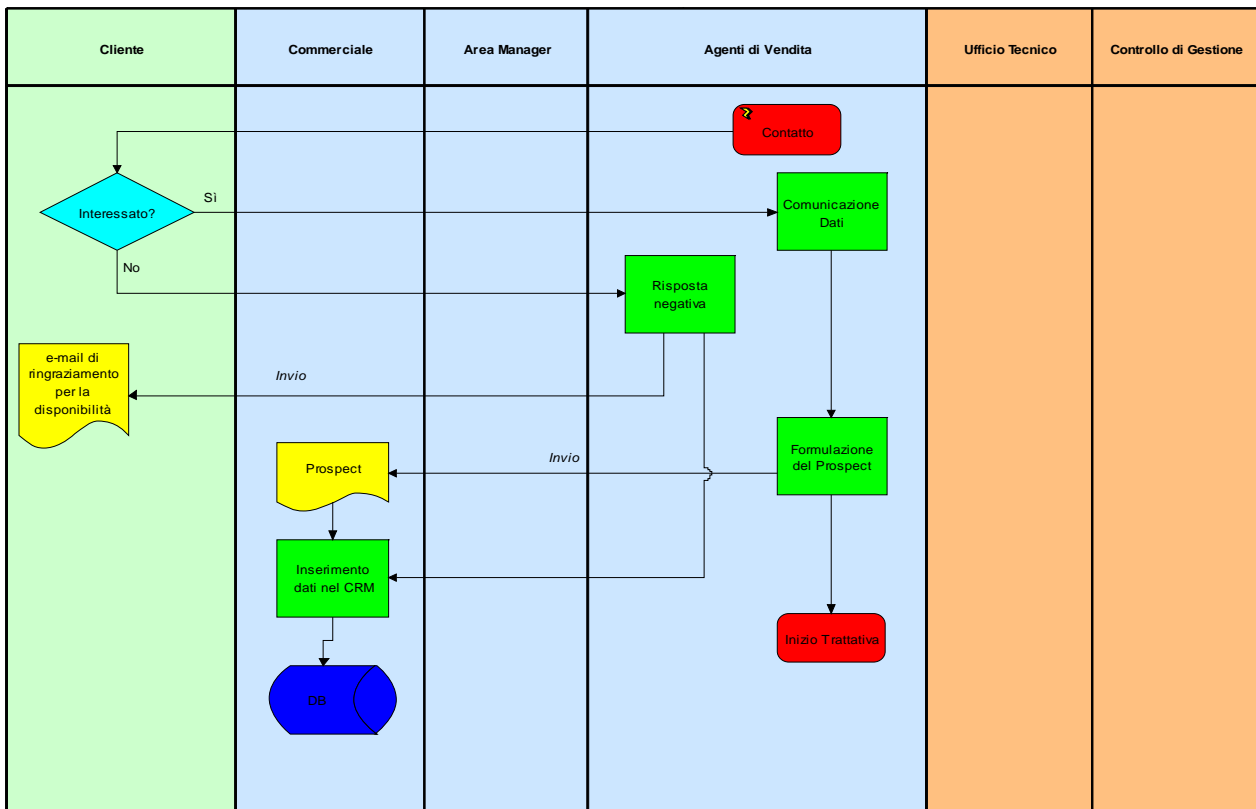 Cliente
Commerciale
Area Manager
Agenti di Vendita
Ufficio Tecnico
Controllo di Gestione
Contatto
Interessato?
Sì
Comunicazione
Dati
No
Risposta
negativa
e-mail di
ringraziamento
per la
disponibilità
Invio
Prospect
Invio
Formulazione
del Prospect
Inserimento
dati nel CRM
Inizio Trattativa
DB